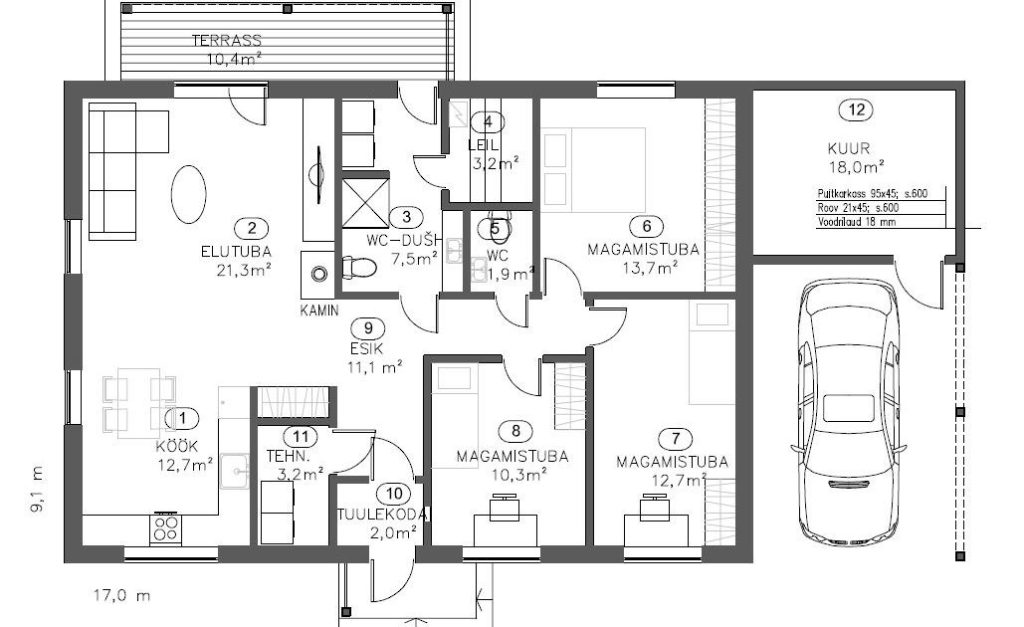 TERRASS
10,4m²
12
KUUR
18,0m²
Puitkarkass 95x45; s.600
Roov 21x45; s.600
Voodrilaud 18 mm
4
LEIL
3,2m²
2
ELUTUBA
21,3m²
3
WC-DUŠH
7,5m²
5
WC
1,9m²
6
MAGAMISTUBA
13,7m²
KAMIN
9
ESIK
11,1 m²
1
KÖÖK
12,7m²
11
TEHN.
3,2m²
8
MAGAMISTUBA
10,3m²
7
MAGAMISTUBA
12,7m²
10
TUULEKODA
2,0m²
9,1 m
17,0 m